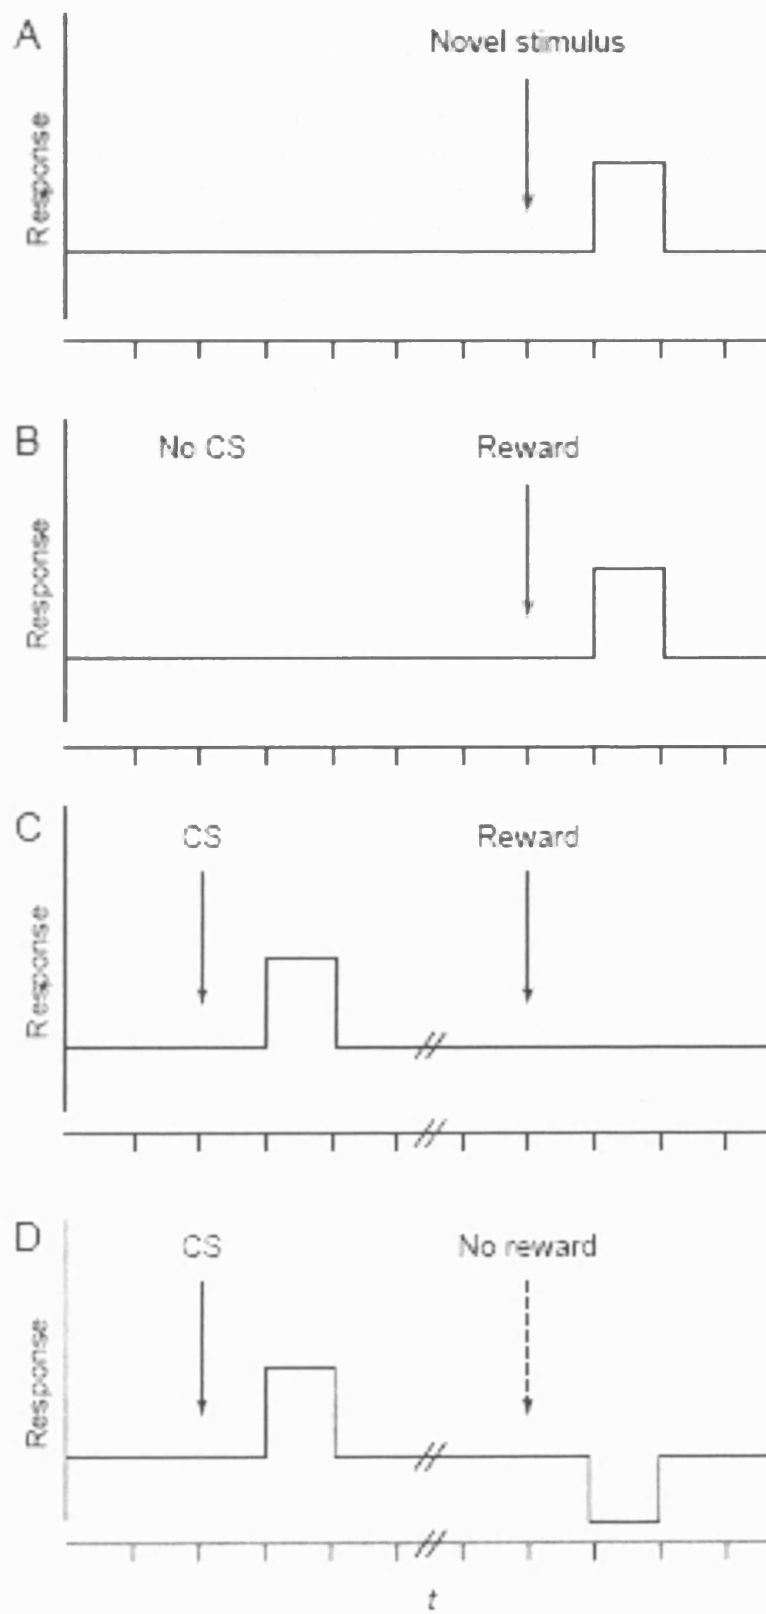 A
Novel stimulus
Response
B
No CS
Reward
Response
C
CS
Reward
Response
D
CS
No reward
Response
t